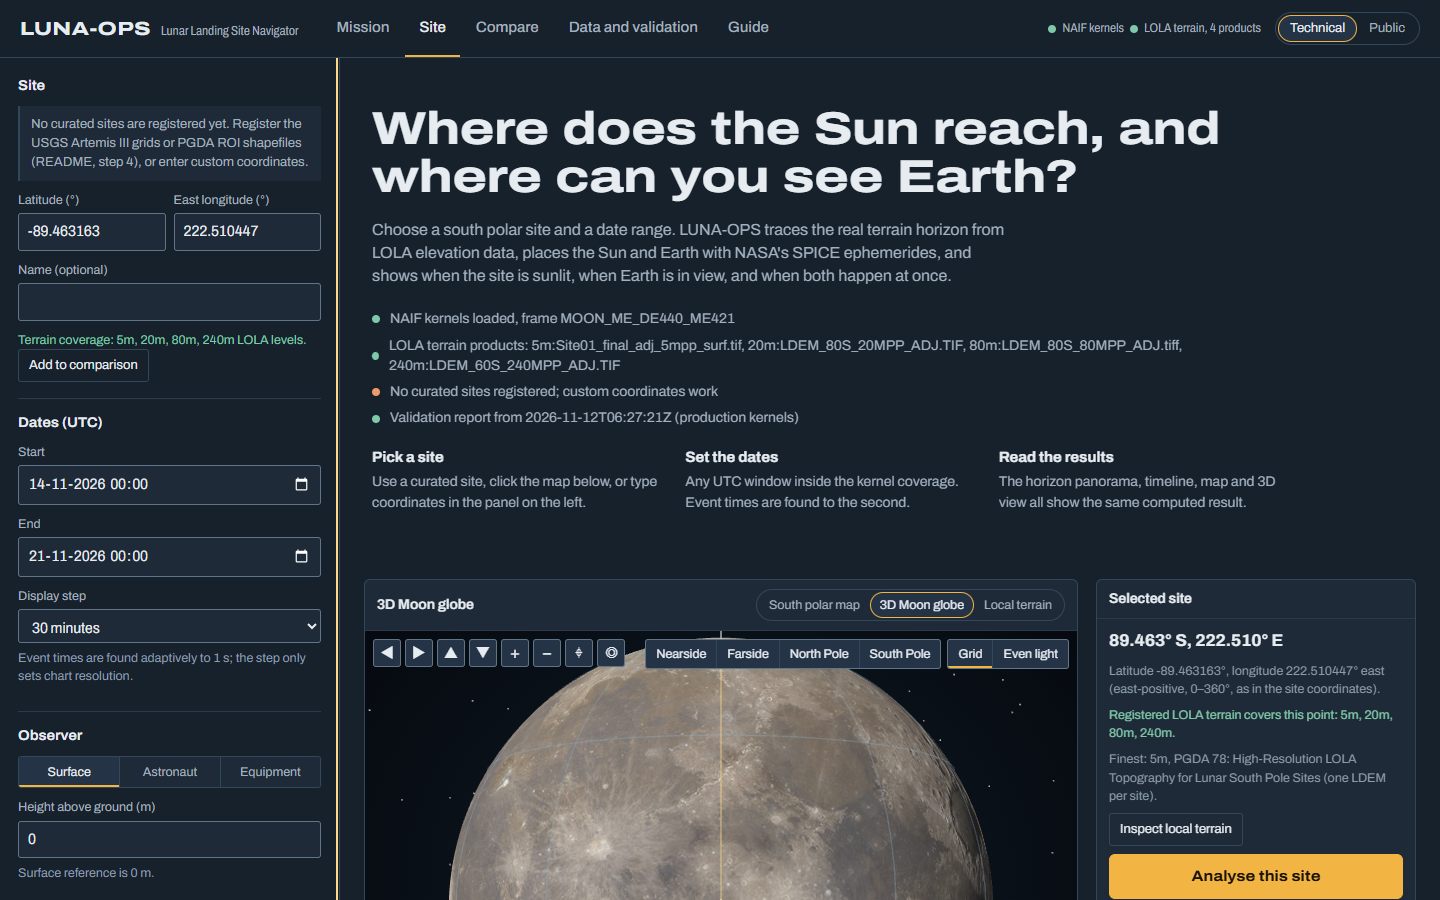 LUNA-OPS Lunar Landing Site Navigator
Mission Site Compare Data and validation Guide
NAIF kernels LOLA terrain, 4 products
Technical Public
Site
No curated sites are registered yet. Register the
USGS Artemis III grids or PGDA ROI shapefiles
(README, step 4), or enter custom coordinates.
Latitude (°) East longitude (°)
-89.463163 222.510447
Name (optional)
Terrain coverage: 5m, 20m, 80m, 240m LOLA levels.
Add to comparison
Dates (UTC)
Start
14-11-2026 00:00
End
21-11-2026 00:00
Display step
30 minutes
Event times are found adaptively to 1 s; the step only
sets chart resolution.
Observer
Surface Astronaut Equipment
Height above ground (m)
0
Surface reference is 0 m.
Where does the Sun reach, and
where can you see Earth?
Choose a south polar site and a date range. LUNA-OPS traces the real terrain horizon from
LOLA elevation data, places the Sun and Earth with NASA's SPICE ephemerides, and
shows when the site is sunlit, when Earth is in view, and when both happen at once.
NAIF kernels loaded, frame MOON_ME_DE440_ME421
LOLA terrain products: 5m:Site01_final_adj_5mpp_surf.tif, 20m:LDEM_80S_20MPP_ADJ.TIF, 80m:LDEM_80S_80MPP_ADJ.tiff,
240m:LDEM_60S_240MPP_ADJ.TIF
No curated sites registered; custom coordinates work
Validation report from 2026-11-12T06:27:21Z (production kernels)
Pick a site
Use a curated site, click the map below, or type
coordinates in the panel on the left.
Set the dates
Any UTC window inside the kernel coverage.
Event times are found to the second.
Read the results
The horizon panorama, timeline, map and 3D
view all show the same computed result.
3D Moon globe
South polar map 3D Moon globe Local terrain
Nearside Farside North Pole South Pole Grid Even light
Selected site
89.463° S, 222.510° E
Latitude -89.463163°, longitude 222.510447° east
(east-positive, 0–360°, as in the site coordinates).
Registered LOLA terrain covers this point: 5m, 20m,
80m, 240m.
Finest: 5m, PGDA 78: High-Resolution LOLA
Topography for Lunar South Pole Sites (one LDEM
per site).
Inspect local terrain
Analyse this site